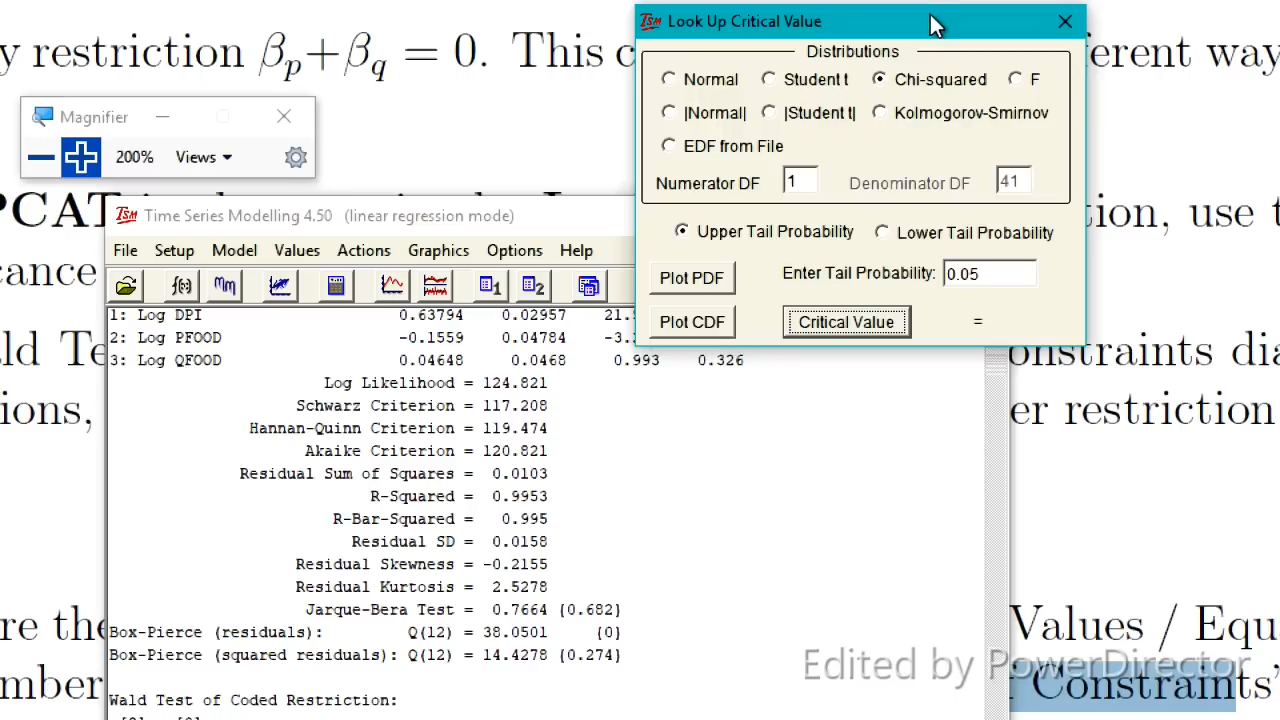 y restriction βp+βq = 0. This c
erent way
Magnifier
200% Views
PCAT
ion, use t
cance
ald Te
onstraints dia
ions,
er restriction
re the
Values / Equ
mber
Constraints'
Look Up Critical Value
Distributions
Normal Student t Chi-squared F
|Normal| |Student t| Kolmogorov-Smirnov
EDF from File
Numerator DF 1 Denominator DF 41
Upper Tail Probability Lower Tail Probability
Plot PDF Enter Tail Probability: 0.05
Plot CDF Critical Value =
TSM Time Series Modelling 4.50 (linear regression mode)
File Setup Model Values Actions Graphics Options Help
1: Log DPI 0.63794 0.02957 21.
2: Log PFOOD -0.1559 0.04784 -3.
3: Log QFOOD 0.04648 0.0468 0.993 0.326
Log Likelihood = 124.821
Schwarz Criterion = 117.208
Hannan-Quinn Criterion = 119.474
Akaike Criterion = 120.821
Residual Sum of Squares = 0.0103
R-Squared = 0.9953
R-Bar-Squared = 0.995
Residual SD = 0.0158
Residual Skewness = -0.2155
Residual Kurtosis = 2.5278
Jarque-Bera Test = 0.7664 {0.682}
Box-Pierce (residuals): Q(12) = 38.0501 {0}
Box-Pierce (squared residuals): Q(12) = 14.4278 {0.274}
Wald Test of Coded Restriction:
Edited by PowerDirector